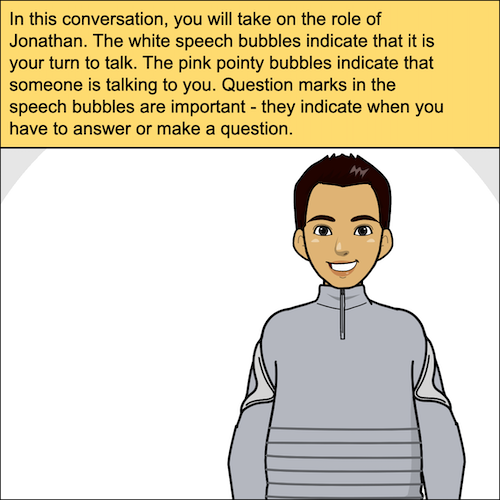 In this conversation, you will take on the role of
Jonathan. The white speech bubbles indicate that it is
your turn to talk. The pink pointy bubbles indicate that
someone is talking to you. Question marks in the
speech bubbles are important - they indicate when you
have to answer or make a question.